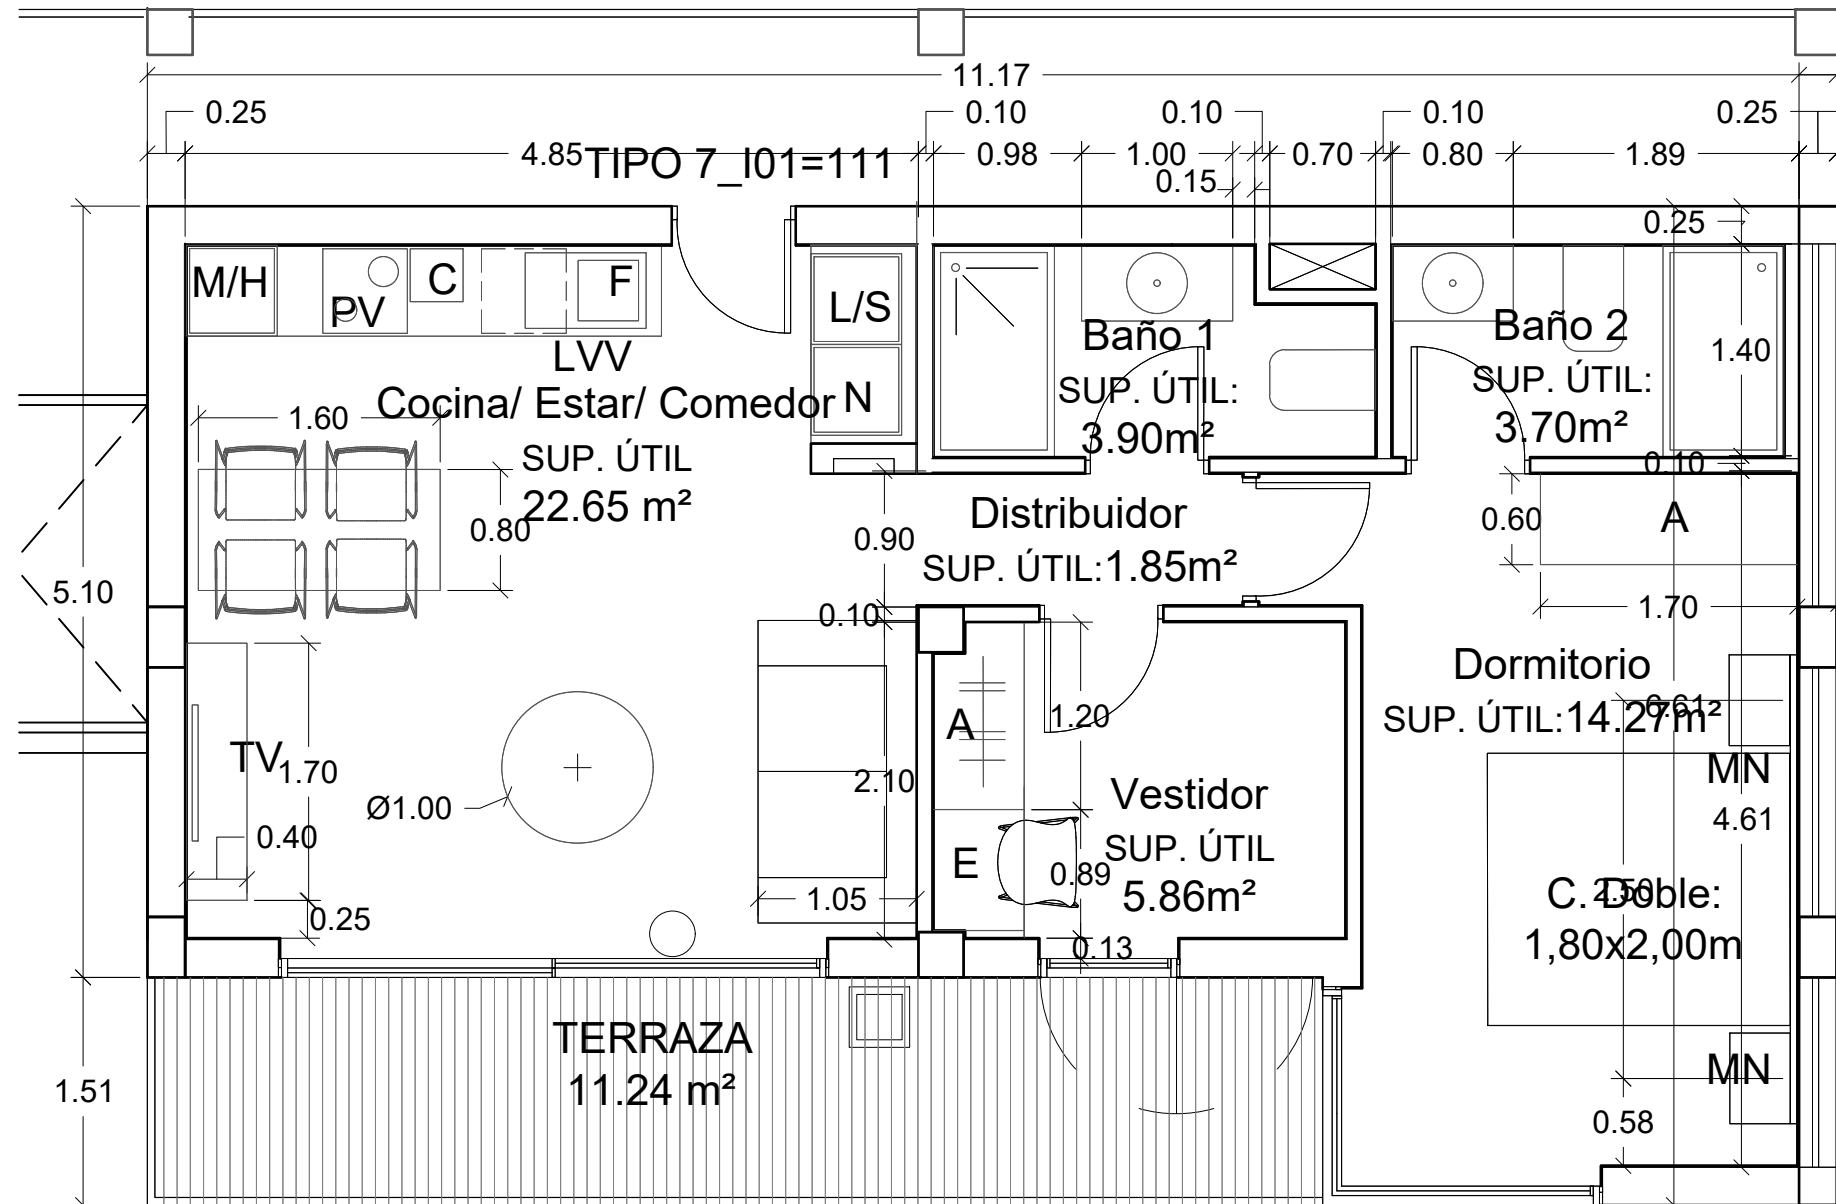 11.17
0.25
0.10
0.10
0.10
0.25
4.85
TIPO 7_I01=111
0.98
1.00
0.70
0.80
1.89
0.15
0.25
M/H
PV
C
F
L/S
LVV
Cocina/ Estar/ Comedor
N
SUP. ÚTIL
22.65 m²
Baño 1
SUP. ÚTIL:
3.90m²
Baño 2
SUP. ÚTIL:
3.70m²
1.40
0.10
1.60
0.80
0.90
Distribuidor
SUP. ÚTIL:1.85m²
0.60
A
5.10
0.10
1.70
Dormitorio
SUP. ÚTIL:14.27m²
6.61
A
1.20
TV
1.70
Ø1.00
2.10
MN
4.61
Vestidor
SUP. ÚTIL
5.86m²
0.40
E
0.89
1.05
0.25
0.13
2.50
C. Doble:
1,80x2,00m
TERRAZA
11.24 m²
1.51
MN
0.58